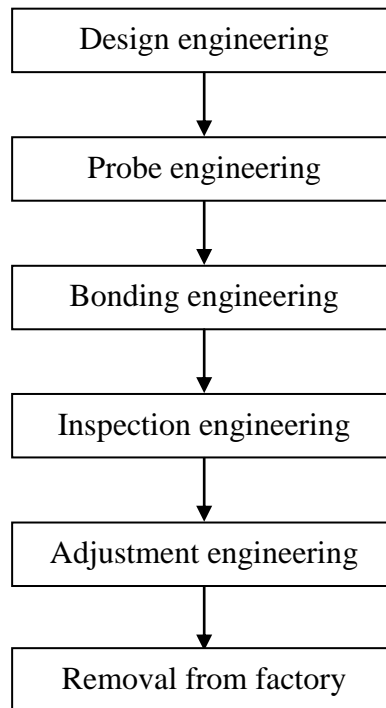 Design engineering
Probe engineering
Bonding engineering
Inspection engineering
Adjustment engineering
Removal from factory